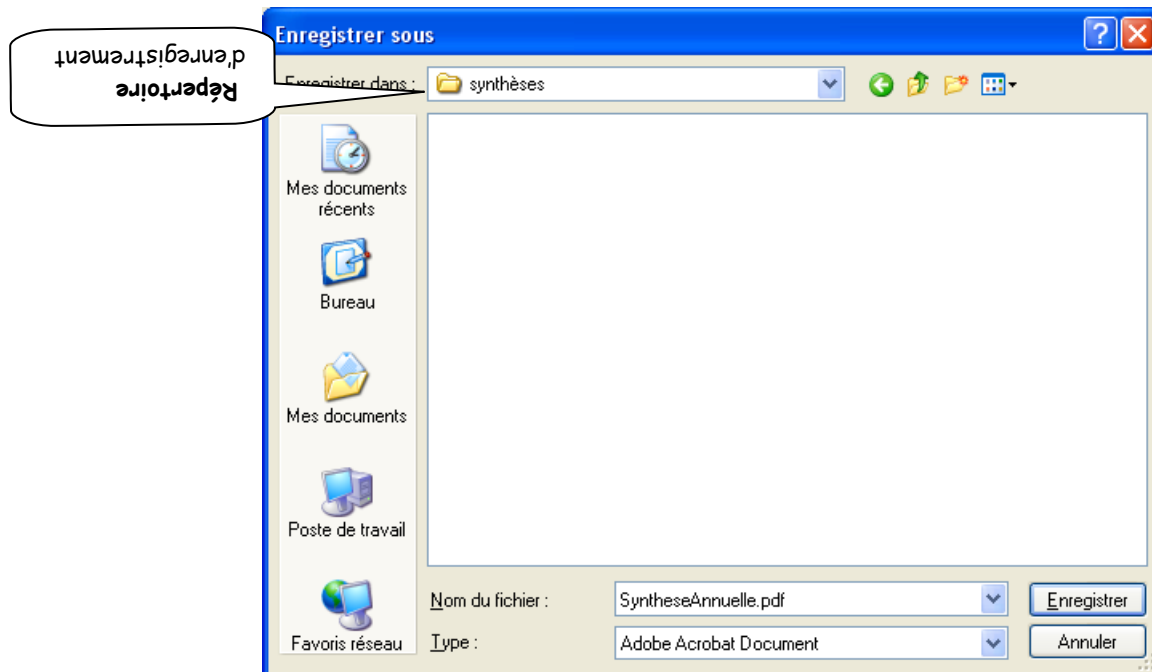 Répertoire
d'enregistrement
Enregistrer sous
Enregistrer dans :
synthèses
Mes documents
récents
Bureau
Mes documents
Poste de travail
Favoris réseau
Nom du fichier :
SyntheseAnnuelle.pdf
Enregistrer
Type :
Adobe Acrobat Document
Annuler